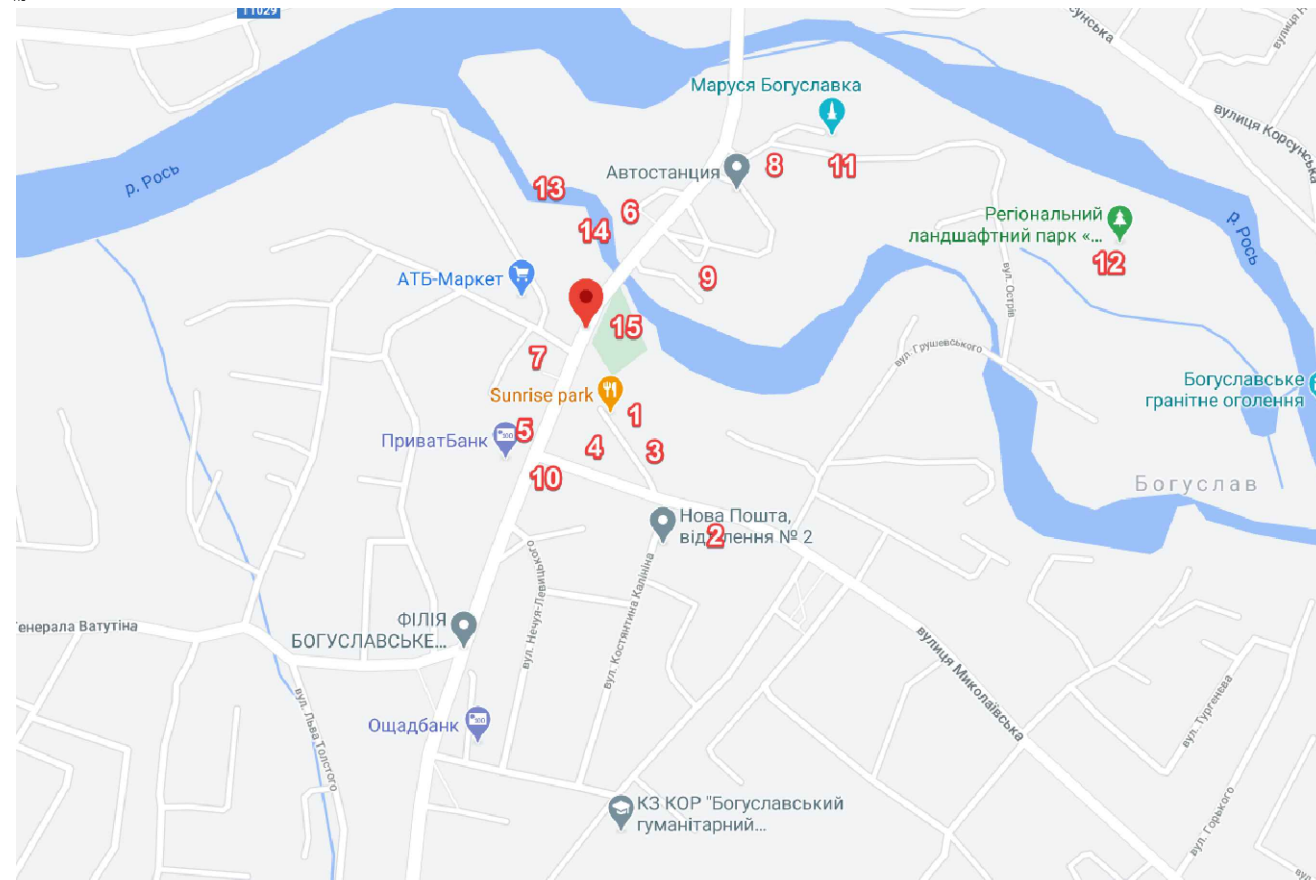 T1029
вулиця Корсунська
Маруся Богуславка
р. Рось
Автостанция
8
11
13
6
14
Регіональний
ландшафтний парк «...
12
р. Рось
9
АТБ-Маркет
вул. Острів
15
7
вул. Грушевського
Sunrise park
1
Богуславське
гранітне оголення
ПриватБанк
5
4
3
10
Богуслав
Нова Пошта,
відділення № 2
2
вул. Нечуя-Левицького
вул. Костянтина Калініна
ФІЛІЯ
БОГУСЛАВСЬКЕ...
енерала Ватутіна
вулиця Миколаївська
вул. Льва Толстого
вул. Тургенєва
Ощадбанк
КЗ КОР "Богуславський
гуманітарний...
вул. Горького